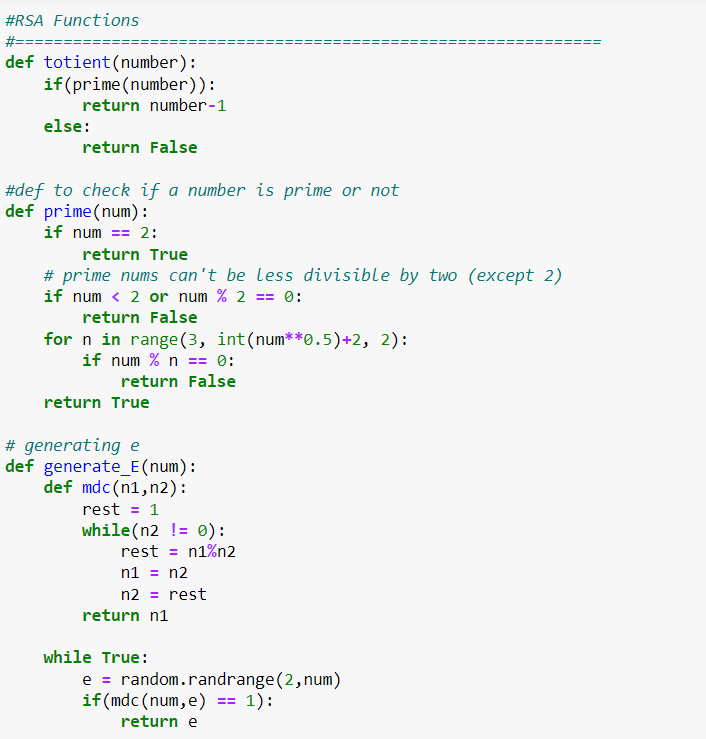 #RSA Functions
#=============================================================
def totient(number):
    if(prime(number)):
        return number-1
    else:
        return False

#def to check if a number is prime or not
def prime(num):
    if num == 2:
        return True
    # prime nums can't be less divisible by two (except 2)
    if num < 2 or num % 2 == 0:
        return False
    for n in range(3, int(num**0.5)+2, 2):
        if num % n == 0:
            return False
    return True

# generating e
def generate_E(num):
    def mdc(n1,n2):
        rest = 1
        while(n2 != 0):
            rest = n1%n2
            n1 = n2
            n2 = rest
        return n1

    while True:
        e = random.randrange(2,num)
        if(mdc(num,e) == 1):
            return e